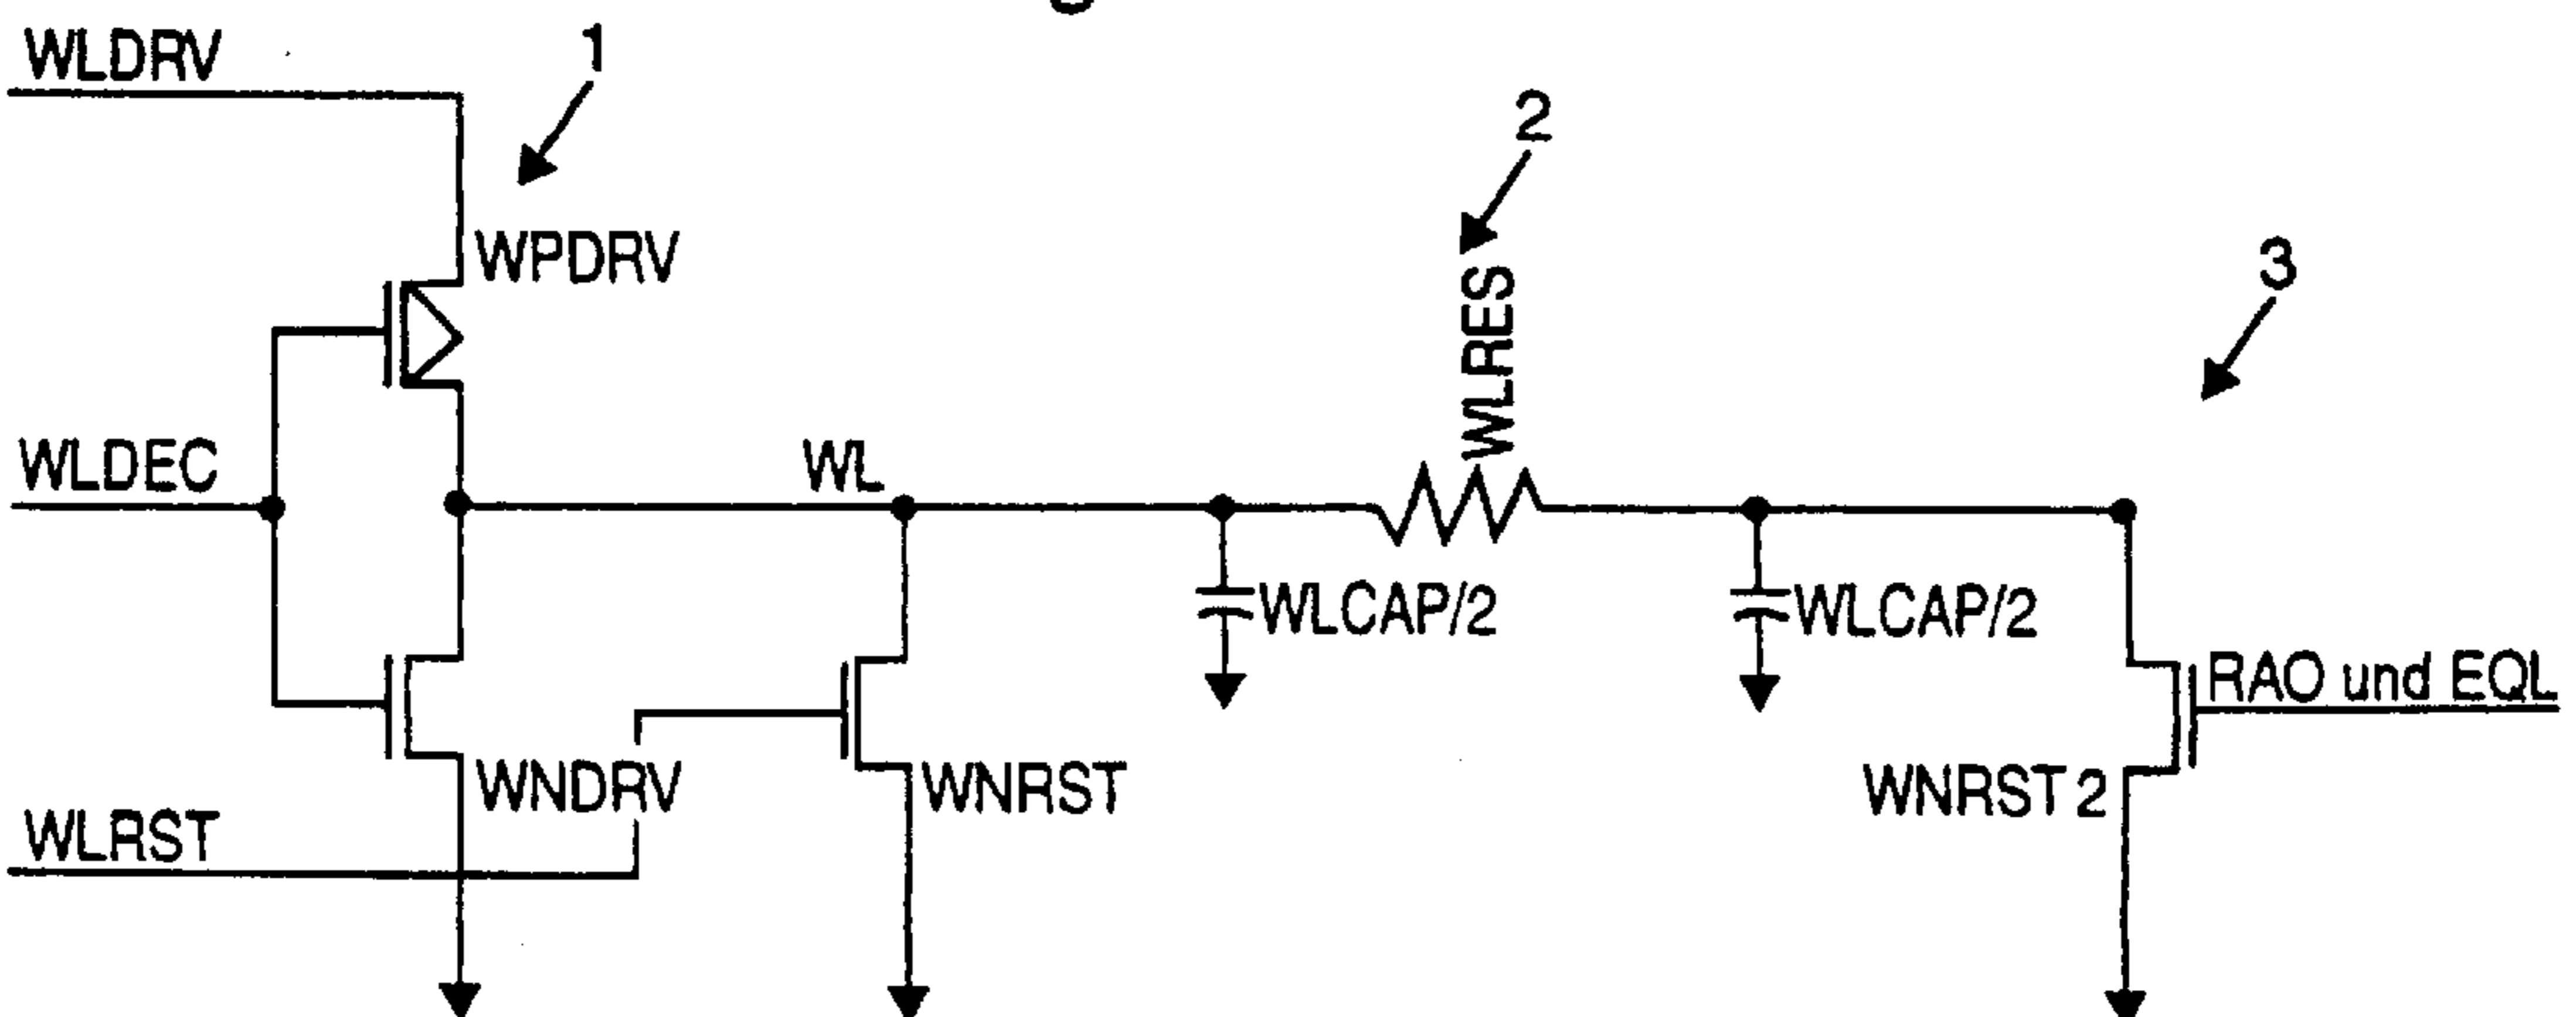 WLDRV
1
2
WPDRV
WLRES
3
WLDEC
WL
WLCAP/2
WLCAP/2
RAO und EQL
WNDRV
WNRST
WNRST 2
WLRST